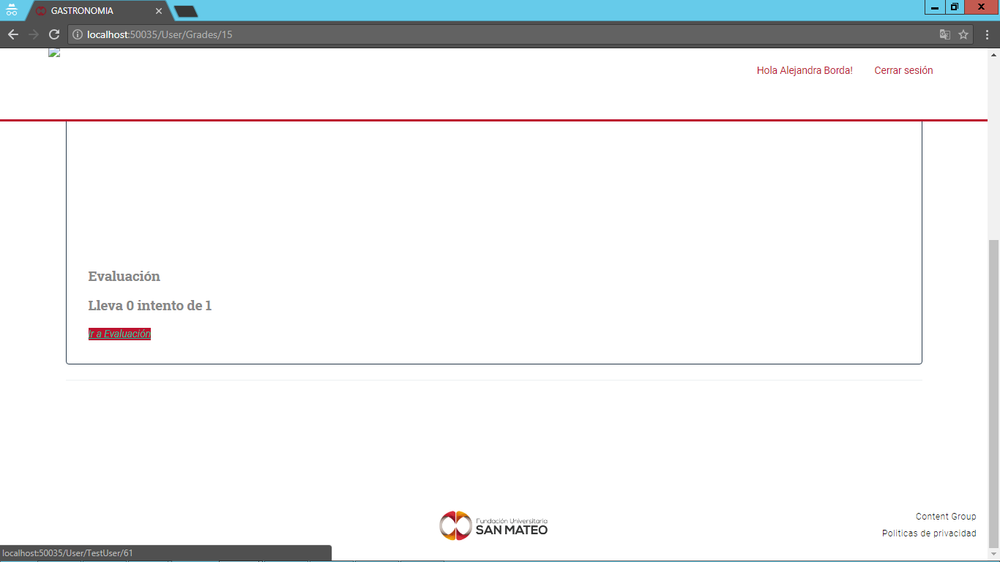 GASTRONOMIA
localhost:50035/User/Grades/15
Hola Alejandra Borda!
Cerrar sesión
Evaluación
Lleva 0 intento de 1
Ir a Evaluación
Fundación Universitaria
SAN MATEO
Content Group
Politicas de privacidad
localhost:50035/User/TestUser/61